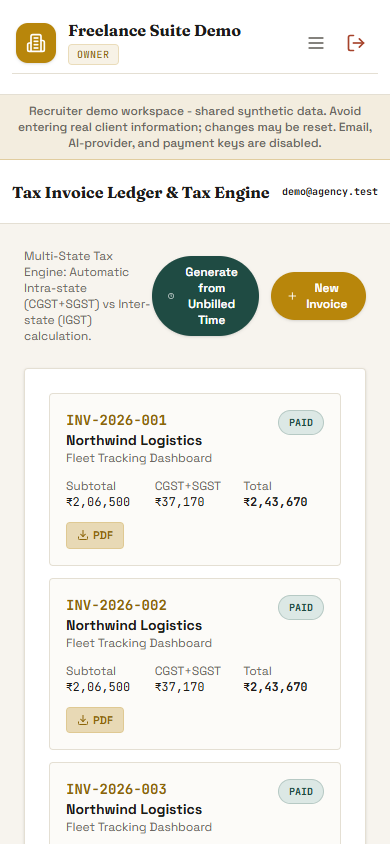 Freelance Suite Demo
OWNER
Recruiter demo workspace - shared synthetic data. Avoid
entering real client information; changes may be reset. Email,
AI-provider, and payment keys are disabled.
Tax Invoice Ledger & Tax Engine
demo@agency.test
Multi-State Tax
Engine: Automatic
Intra-state
(CGST+SGST) vs Inter-
state (IGST)
calculation.
Generate
from
Unbilled
Time
New
Invoice
INV-2026-001
PAID
Northwind Logistics
Fleet Tracking Dashboard
Subtotal CGST+SGST Total
₹2,06,500 ₹37,170 ₹2,43,670
PDF
INV-2026-002
PAID
Northwind Logistics
Fleet Tracking Dashboard
Subtotal CGST+SGST Total
₹2,06,500 ₹37,170 ₹2,43,670
PDF
INV-2026-003
PAID
Northwind Logistics
Fleet Tracking Dashboard